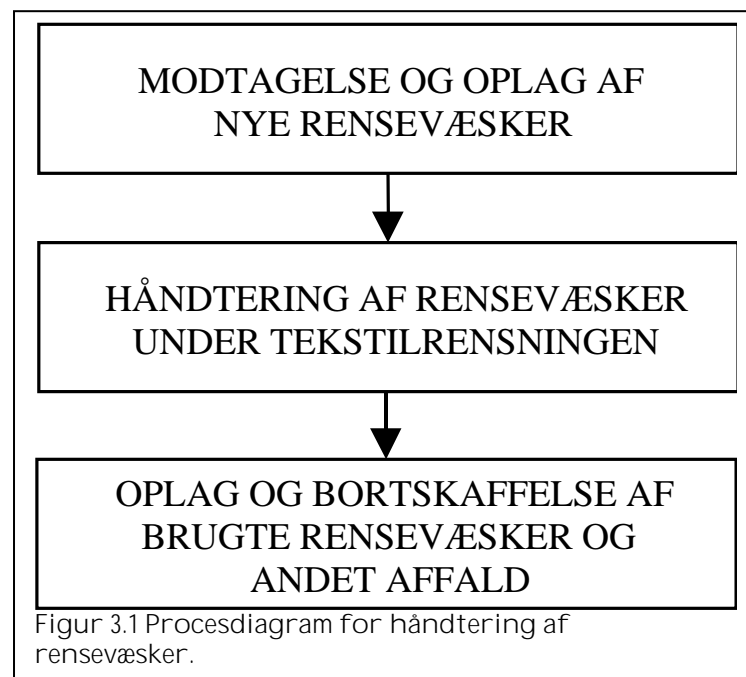 MODTAGELSE OG OPLAG AF
NYE RENSEVÆSKER
HÅNDTERING AF RENSEVÆSKER
UNDER TEKSTILRENSNINGEN
OPLAG OG BORTSKAFFELSE AF
BRUGTE RENSEVÆSKER OG
ANDET AFFALD
Figur 3.1 Procesdiagram for håndtering af
rensevæsker.